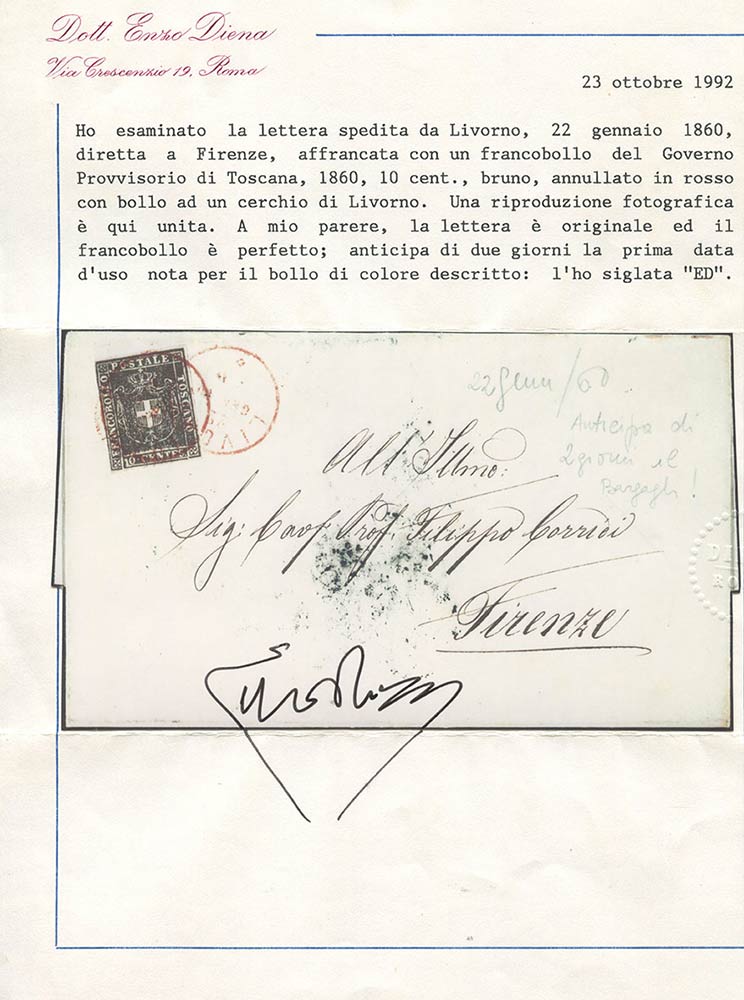 Dott. Enzo Diena
Via Crescenzio 19, Roma
23 ottobre 1992
Ho esaminato la lettera spedita da Livorno, 22 gennaio 1860,
diretta a Firenze, affrancata con un francobollo del Governo
Provvisorio di Toscana, 1860, 10 cent., bruno, annullato in rosso
con bollo ad un cerchio di Livorno. Una riproduzione fotografica
è qui unita. A mio parere, la lettera è originale ed il
francobollo è perfetto; anticipa di due giorni la prima data
d'uso nota per il bollo di colore descritto: l'ho siglata "ED".
FRANCOBOLLO
POSTALE
TOSCANO
10 CENTES
LIVO
22 Genn/60
Anticipa di
2 giorni il
Bargagli!
All' Illmo:
Sig: Cav. Prof. Filippo Corridi
Firenze
DI
RO